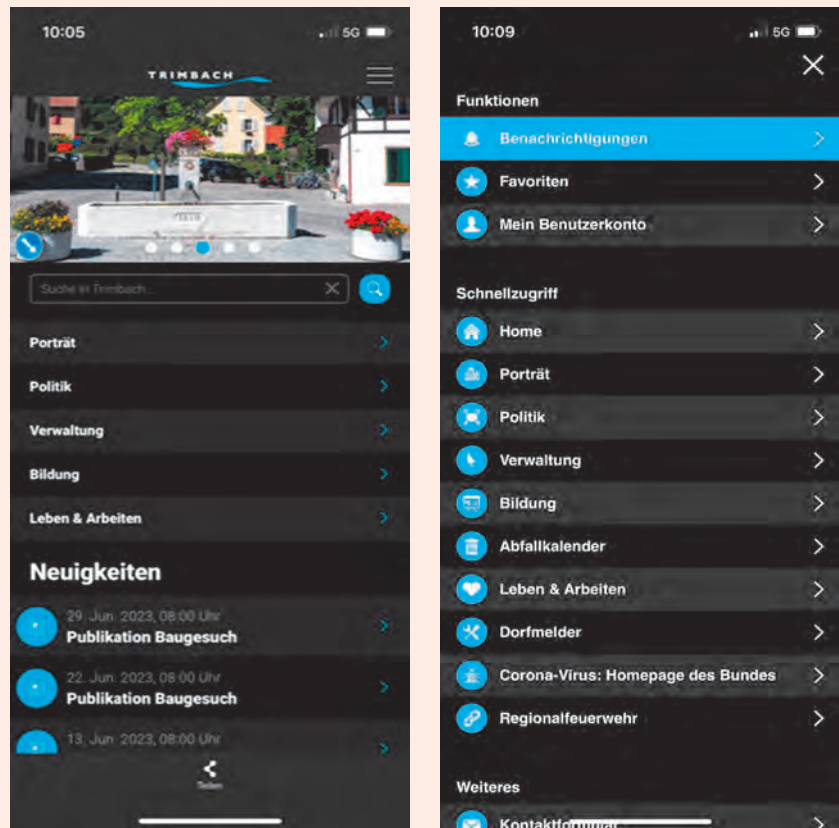 10:05
5G
TRIMBACH
Suche in Trimbach...
Porträt
Politik
Verwaltung
Bildung
Leben & Arbeiten
Neuigkeiten
29. Jun. 2023, 08:00 Uhr
Publikation Baugesuch
22. Jun. 2023, 08:00 Uhr
Publikation Baugesuch
13. Jun. 2023, 08:00 Uhr
Teilen
10:09
5G
Funktionen
Benachrichtigungen
Favoriten
Mein Benutzerkonto
Schnellzugriff
Home
Porträt
Politik
Verwaltung
Bildung
Abfallkalender
Leben & Arbeiten
Dorfmelder
Corona-Virus: Homepage des Bundes
Regionalfeuerwehr
Weiteres
Kontaktformular